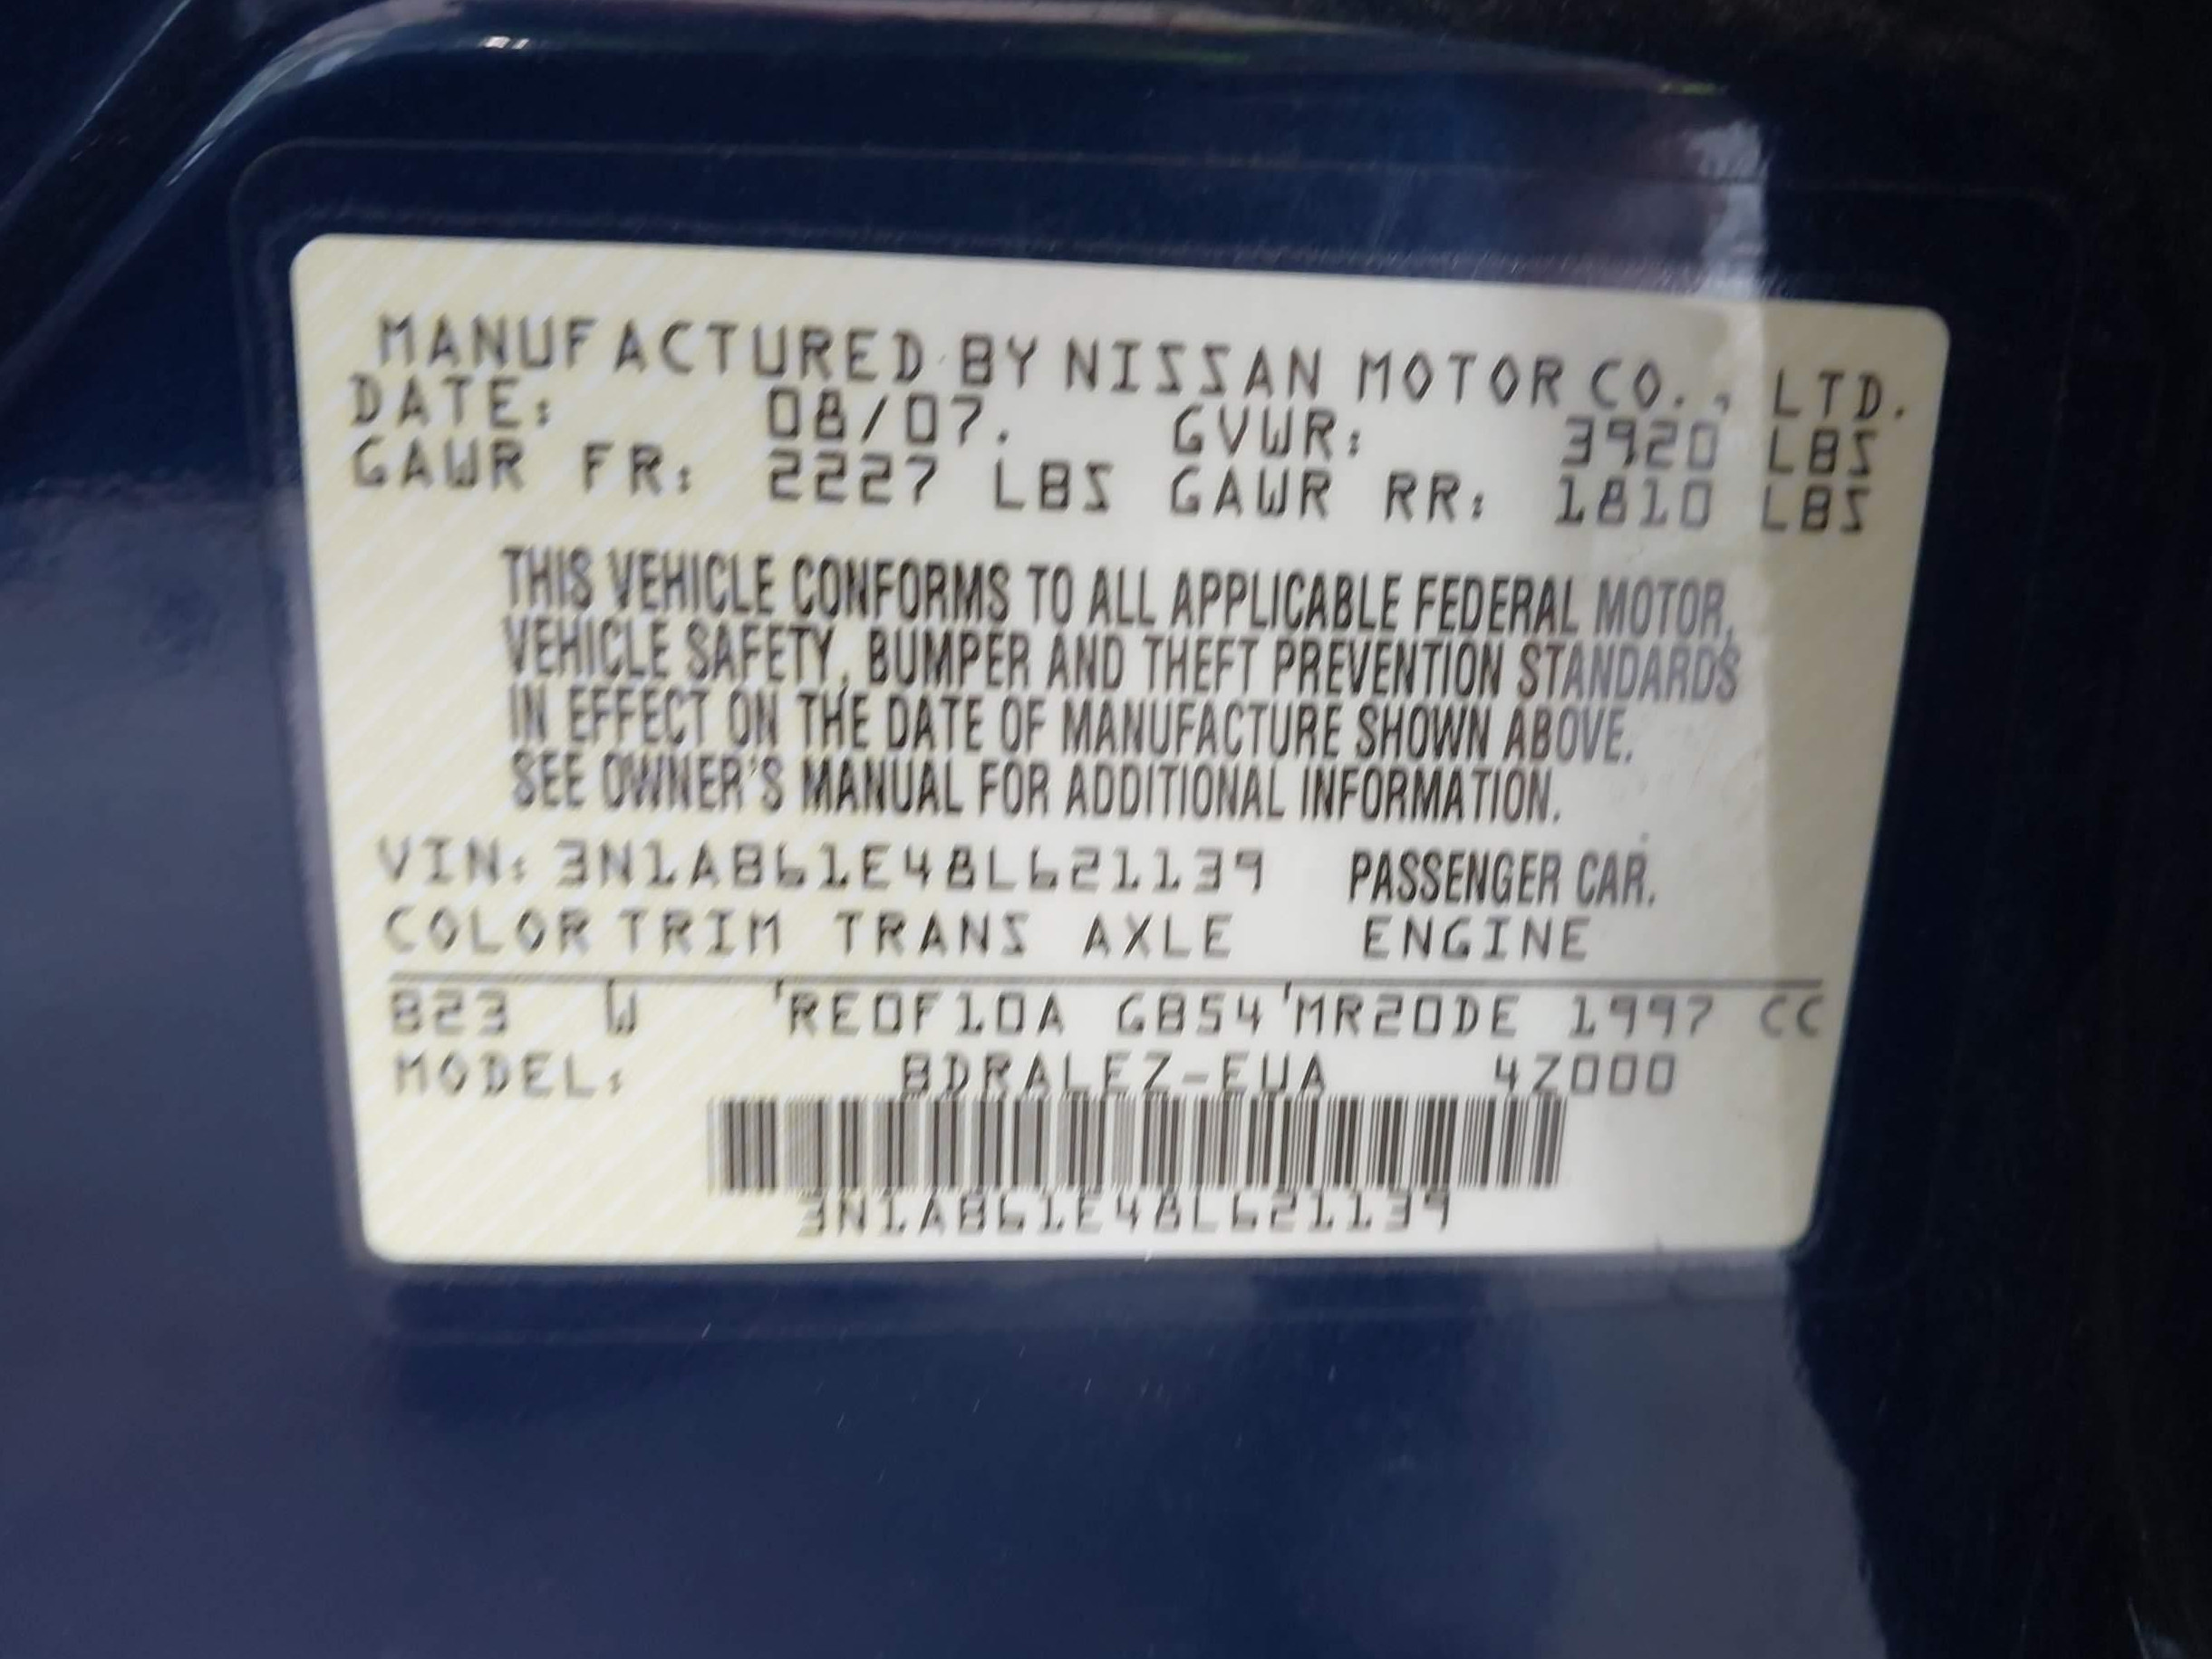 MANUFACTURED BY NISSAN MOTOR CO., LTD.
DATE: 08/07. GVWR: 3920 LBS
GAWR FR: 2227 LBS GAWR RR: 1810 LBS
THIS VEHICLE CONFORMS TO ALL APPLICABLE FEDERAL MOTOR
VEHICLE SAFETY, BUMPER AND THEFT PREVENTION STANDARDS
IN EFFECT ON THE DATE OF MANUFACTURE SHOWN ABOVE.
SEE OWNER'S MANUAL FOR ADDITIONAL INFORMATION.
VIN: 3N1AB61E48L621139 PASSENGER CAR.
COLOR TRIM TRANS AXLE ENGINE
B23 W 'RE0F10A GB54 'MR20DE 1997 CC
MODEL: BDRALEZ-EUA 4Z000
3N1AB61E48L621139